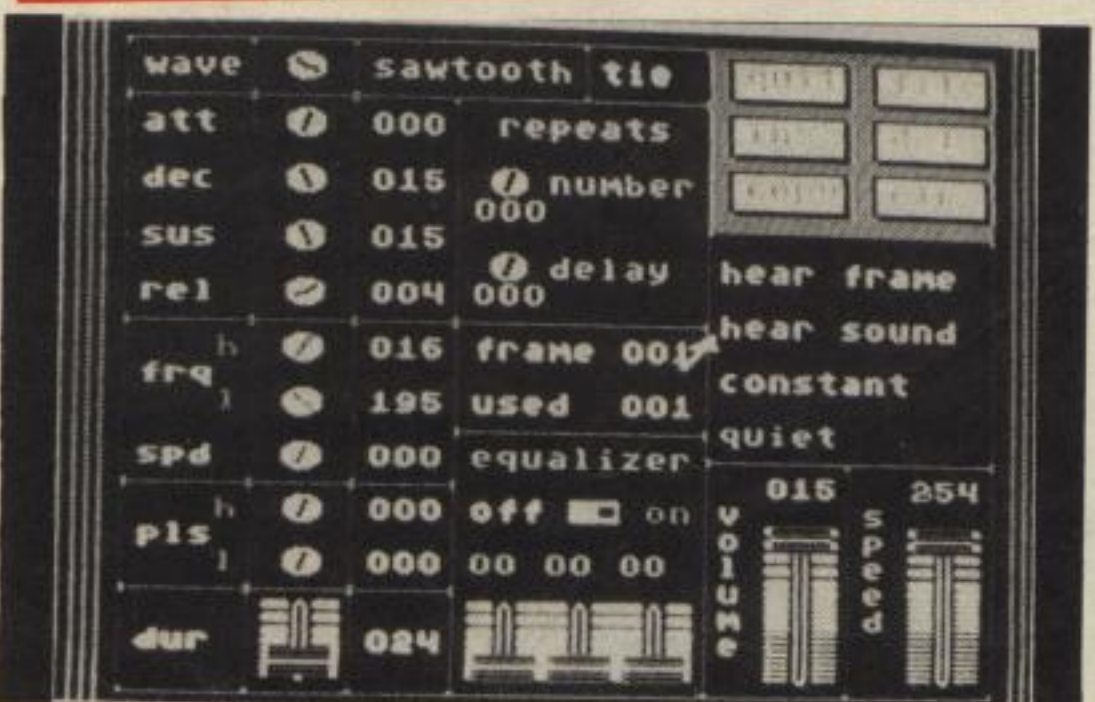 wave sawtooth tie
att 000 repeats
dec 015 number
000
sus 015
delay
rel 004 000
hear frame
h 016 frame 001
frq
hear sound
l 195 used 001
constant
spd 000 equalizer
quiet
h 000 off on
pls
l 000 00 00 00
015 254
volume speed
dur 024